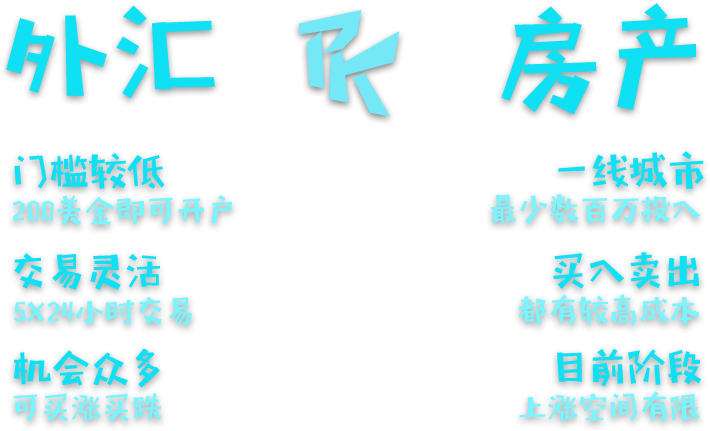 外汇 PK 房产
门槛较低
200美金即可开户
交易灵活
5X24小时交易
机会众多
可买涨买跌
一线城市
最少数百万投入
买入卖出
都有较高成本
目前阶段
上涨空间有限